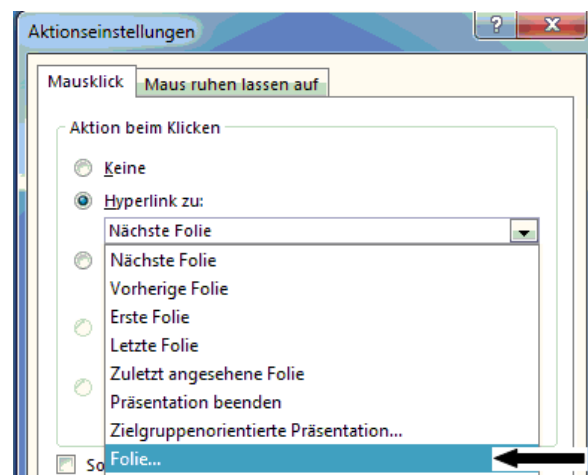 Aktionseinstellungen
?
Mausklick Maus ruhen lassen auf
Aktion beim Klicken
Keine
Hyperlink zu:
Nächste Folie
Nächste Folie
Vorherige Folie
Erste Folie
Letzte Folie
Zuletzt angesehene Folie
Präsentation beenden
Zielgruppenorientierte Präsentation...
So Folie...